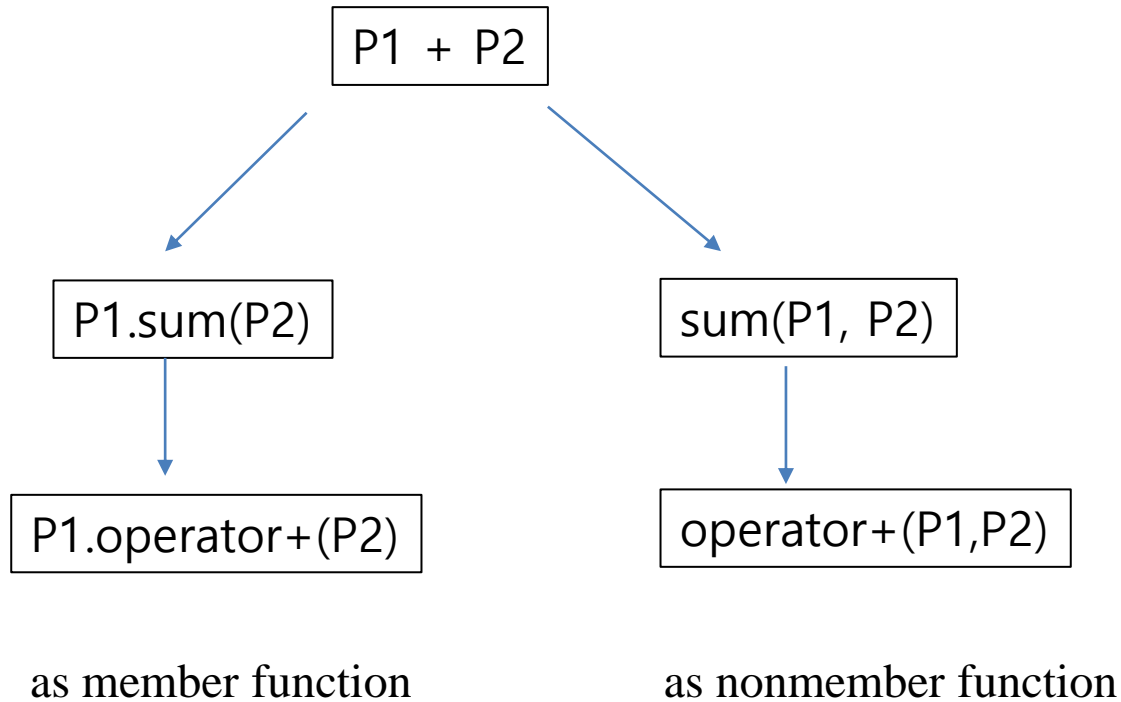 P1 + P2
P1.sum(P2)
sum(P1, P2)
P1.operator+(P2)
operator+(P1,P2)
as member function
as nonmember function